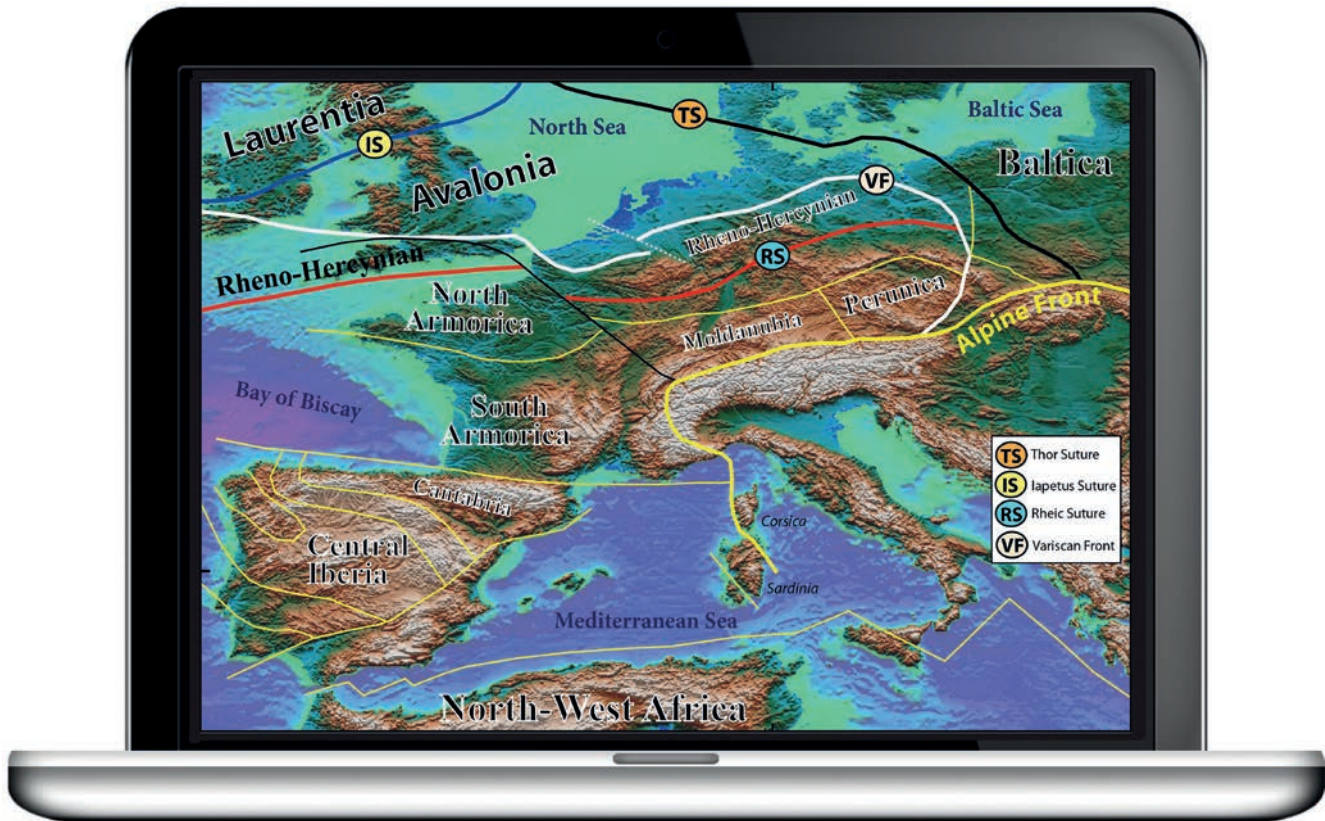 Laurentia
IS
North Sea
TS
Baltic Sea
Baltica
Avalonia
VF
Rheno-Hercynian
RS
Rheno-Hercynian
North
Armorica
Perunica
Moldanubia
Alpine Front
Bay of Biscay
South
Armorica
Cantabria
Central
Iberia
Corsica
Sardinia
Mediterranean Sea
North-West Africa
TS Thor Suture
IS Iapetus Suture
RS Rheic Suture
VF Variscan Front